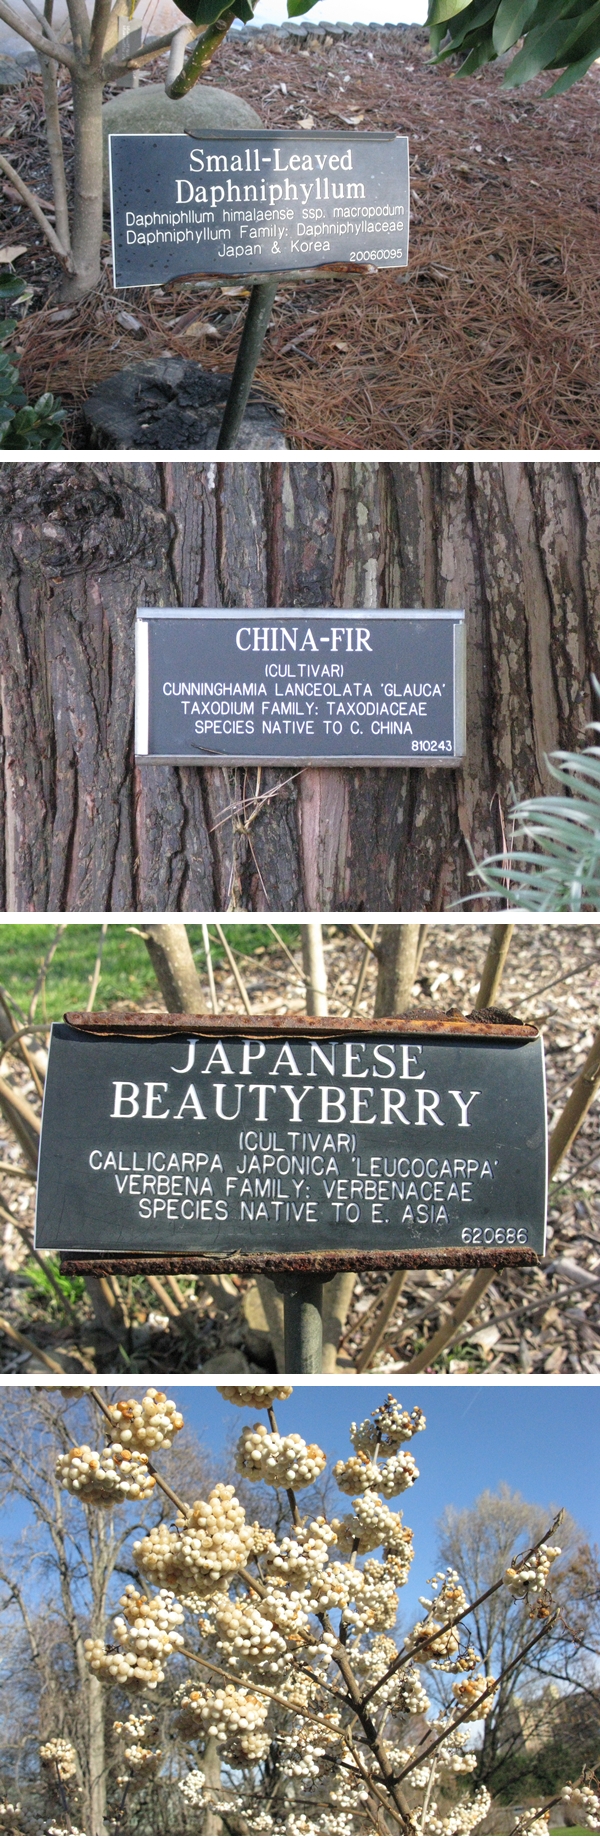 Small-Leaved
Daphniphyllum
Daphniphllum himalaense ssp. macropodum
Daphniphyllum Family: Daphniphyllaceae
Japan & Korea
20060095
CHINA-FIR
(CULTIVAR)
CUNNINGHAMIA LANCEOLATA 'GLAUCA'
TAXODIUM FAMILY: TAXODIACEAE
SPECIES NATIVE TO C. CHINA
810243
JAPANESE
BEAUTYBERRY
(CULTIVAR)
CALLICARPA JAPONICA 'LEUCOCARPA'
VERBENA FAMILY: VERBENACEAE
SPECIES NATIVE TO E. ASIA
620686